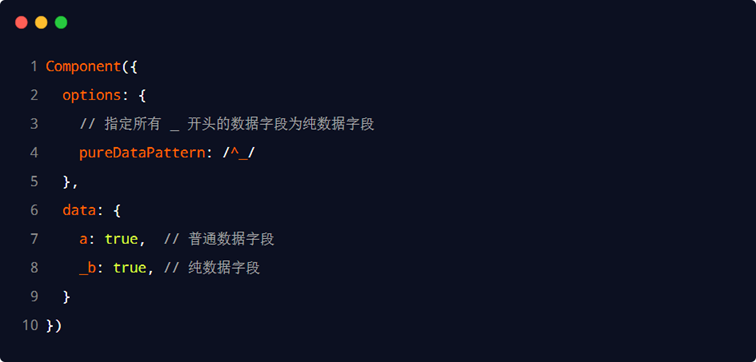 1 Component({
2   options: {
3     // 指定所有 _ 开头的数据字段为纯数据字段
4     pureDataPattern: /^_/
5   },
6   data: {
7     a: true,  // 普通数据字段
8     _b: true, // 纯数据字段
9   }
10 })